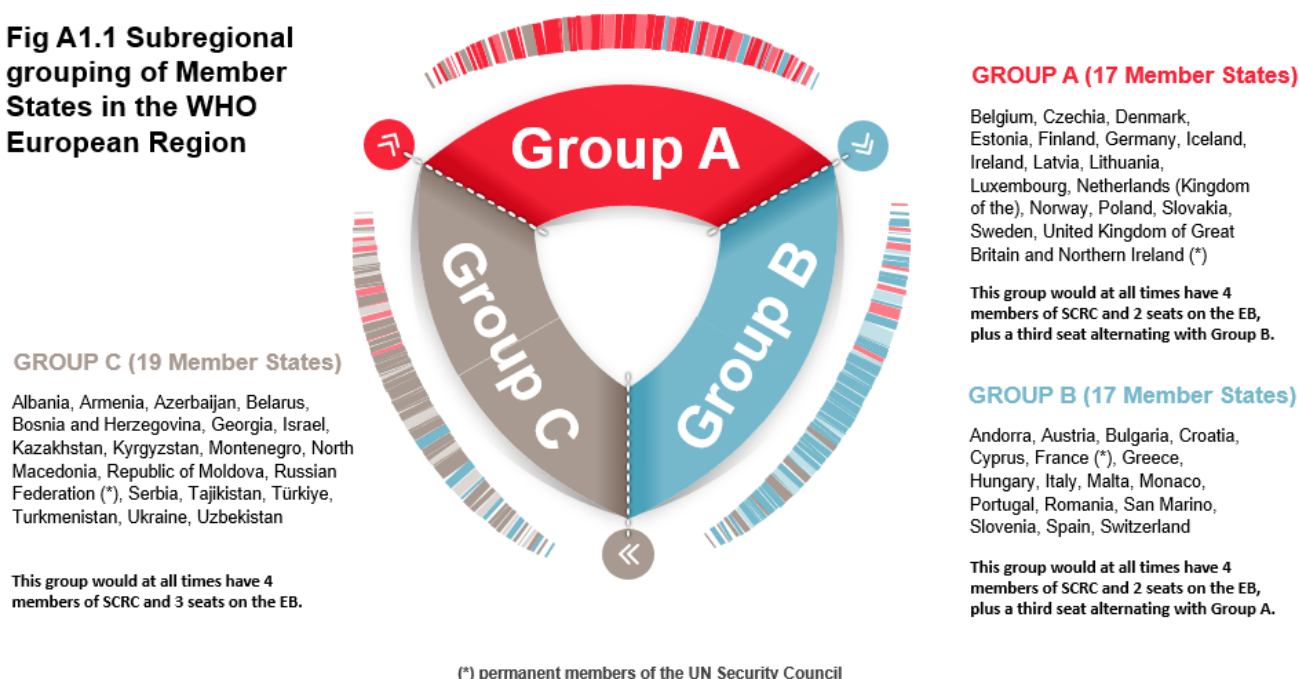 Fig A1.1 Subregional
grouping of Member
States in the WHO
European Region
Group A
Group B
Group C
GROUP A (17 Member States)
Belgium, Czechia, Denmark,
Estonia, Finland, Germany, Iceland,
Ireland, Latvia, Lithuania,
Luxembourg, Netherlands (Kingdom
of the), Norway, Poland, Slovakia,
Sweden, United Kingdom of Great
Britain and Northern Ireland (*)
This group would at all times have 4
members of SCRC and 2 seats on the EB,
plus a third seat alternating with Group B.
GROUP B (17 Member States)
Andorra, Austria, Bulgaria, Croatia,
Cyprus, France (*), Greece,
Hungary, Italy, Malta, Monaco,
Portugal, Romania, San Marino,
Slovenia, Spain, Switzerland
This group would at all times have 4
members of SCRC and 2 seats on the EB,
plus a third seat alternating with Group A.
GROUP C (19 Member States)
Albania, Armenia, Azerbaijan, Belarus,
Bosnia and Herzegovina, Georgia, Israel,
Kazakhstan, Kyrgyzstan, Montenegro, North
Macedonia, Republic of Moldova, Russian
Federation (*), Serbia, Tajikistan, Türkiye,
Turkmenistan, Ukraine, Uzbekistan
This group would at all times have 4
members of SCRC and 3 seats on the EB.
(*) permanent members of the UN Security Council